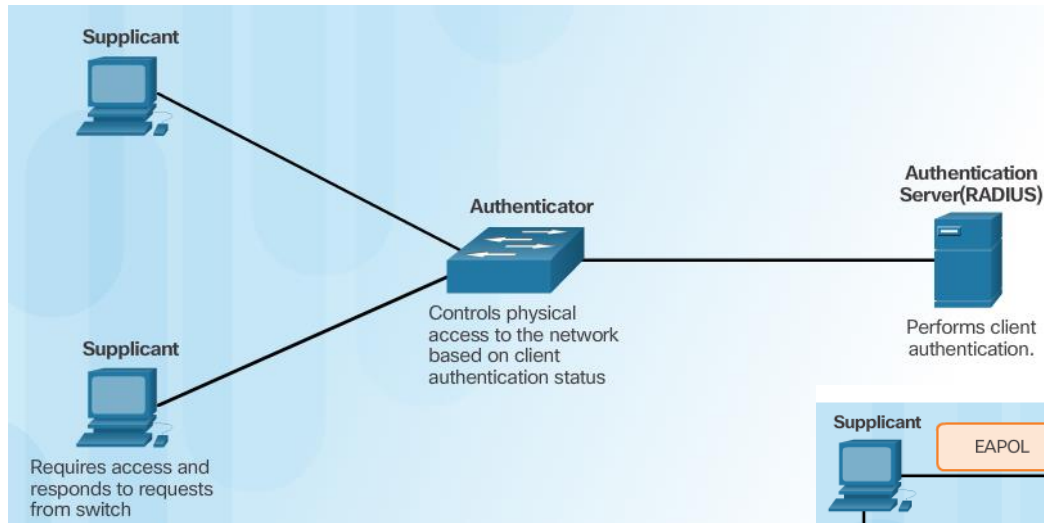 Supplicant
Authenticator
Controls physical
access to the network
based on client
authentication status
Authentication
Server(RADIUS)
Performs client
authentication.
Supplicant
Requires access and
responds to requests
from switch
Supplicant
EAPOL